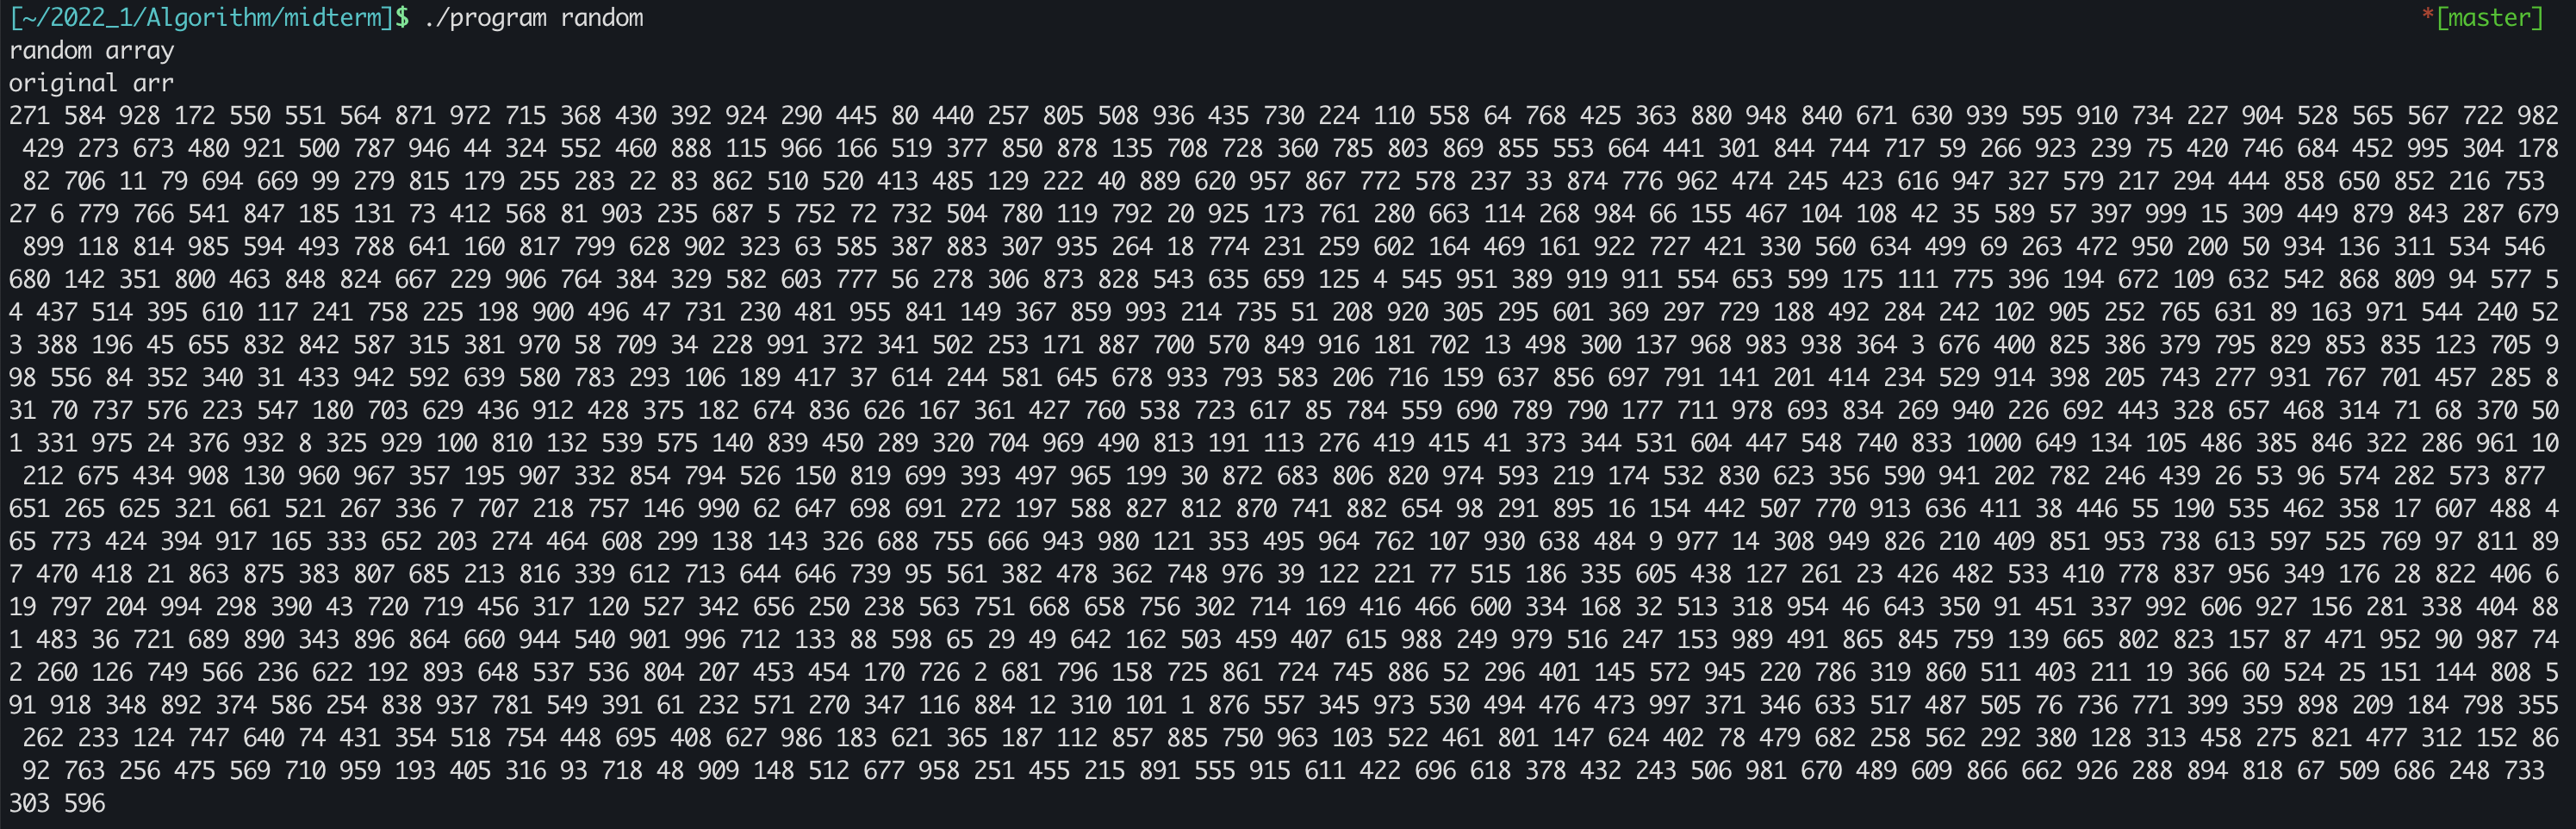 [~/2022_1/Algorithm/midterm]$ ./program random *[master]
random array
original arr
271 584 928 172 550 551 564 871 972 715 368 430 392 924 290 445 80 440 257 805 508 936 435 730 224 110 558 64 768 425 363 880 948 840 671 630 939 595 910 734 227 904 528 565 567 722 982
429 273 673 480 921 500 787 946 44 324 552 460 888 115 966 166 519 377 850 878 135 708 728 360 785 803 869 855 553 664 441 301 844 744 717 59 266 923 239 75 420 746 684 452 995 304 178
82 706 11 79 694 669 99 279 815 179 255 283 22 83 862 510 520 413 485 129 222 40 889 620 957 867 772 578 237 33 874 776 962 474 245 423 616 947 327 579 217 294 444 858 650 852 216 753
27 6 779 766 541 847 185 131 73 412 568 81 903 235 687 5 752 72 732 504 780 119 792 20 925 173 761 280 663 114 268 984 66 155 467 104 108 42 35 589 57 397 999 15 309 449 879 843 287 679
899 118 814 985 594 493 788 641 160 817 799 628 902 323 63 585 387 883 307 935 264 18 774 231 259 602 164 469 161 922 727 421 330 560 634 499 69 263 472 950 200 50 934 136 311 534 546
680 142 351 800 463 848 824 667 229 906 764 384 329 582 603 777 56 278 306 873 828 543 635 659 125 4 545 951 389 919 911 554 653 599 175 111 775 396 194 672 109 632 542 868 809 94 577 5
4 437 514 395 610 117 241 758 225 198 900 496 47 731 230 481 955 841 149 367 859 993 214 735 51 208 920 305 295 601 369 297 729 188 492 284 242 102 905 252 765 631 89 163 971 544 240 52
3 388 196 45 655 832 842 587 315 381 970 58 709 34 228 991 372 341 502 253 171 887 700 570 849 916 181 702 13 498 300 137 968 983 938 364 3 676 400 825 386 379 795 829 853 835 123 705 9
98 556 84 352 340 31 433 942 592 639 580 783 293 106 189 417 37 614 244 581 645 678 933 793 583 206 716 159 637 856 697 791 141 201 414 234 529 914 398 205 743 277 931 767 701 457 285 8
31 70 737 576 223 547 180 703 629 436 912 428 375 182 674 836 626 167 361 427 760 538 723 617 85 784 559 690 789 790 177 711 978 693 834 269 940 226 692 443 328 657 468 314 71 68 370 50
1 331 975 24 376 932 8 325 929 100 810 132 539 575 140 839 450 289 320 704 969 490 813 191 113 276 419 415 41 373 344 531 604 447 548 740 833 1000 649 134 105 486 385 846 322 286 961 10
212 675 434 908 130 960 967 357 195 907 332 854 794 526 150 819 699 393 497 965 199 30 872 683 806 820 974 593 219 174 532 830 623 356 590 941 202 782 246 439 26 53 96 574 282 573 877
651 265 625 321 661 521 267 336 7 707 218 757 146 990 62 647 698 691 272 197 588 827 812 870 741 882 654 98 291 895 16 154 442 507 770 913 636 411 38 446 55 190 535 462 358 17 607 488 4
65 773 424 394 917 165 333 652 203 274 464 608 299 138 143 326 688 755 666 943 980 121 353 495 964 762 107 930 638 484 9 977 14 308 949 826 210 409 851 953 738 613 597 525 769 97 811 89
7 470 418 21 863 875 383 807 685 213 816 339 612 713 644 646 739 95 561 382 478 362 748 976 39 122 221 77 515 186 335 605 438 127 261 23 426 482 533 410 778 837 956 349 176 28 822 406 6
19 797 204 994 298 390 43 720 719 456 317 120 527 342 656 250 238 563 751 668 658 756 302 714 169 416 466 600 334 168 32 513 318 954 46 643 350 91 451 337 992 606 927 156 281 338 404 88
1 483 36 721 689 890 343 896 864 660 944 540 901 996 712 133 88 598 65 29 49 642 162 503 459 407 615 988 249 979 516 247 153 989 491 865 845 759 139 665 802 823 157 87 471 952 90 987 74
2 260 126 749 566 236 622 192 893 648 537 536 804 207 453 454 170 726 2 681 796 158 725 861 724 745 886 52 296 401 145 572 945 220 786 319 860 511 403 211 19 366 60 524 25 151 144 808 5
91 918 348 892 374 586 254 838 937 781 549 391 61 232 571 270 347 116 884 12 310 101 1 876 557 345 973 530 494 476 473 997 371 346 633 517 487 505 76 736 771 399 359 898 209 184 798 355
262 233 124 747 640 74 431 354 518 754 448 695 408 627 986 183 621 365 187 112 857 885 750 963 103 522 461 801 147 624 402 78 479 682 258 562 292 380 128 313 458 275 821 477 312 152 86
92 763 256 475 569 710 959 193 405 316 93 718 48 909 148 512 677 958 251 455 215 891 555 915 611 422 696 618 378 432 243 506 981 670 489 609 866 662 926 288 894 818 67 509 686 248 733
303 596